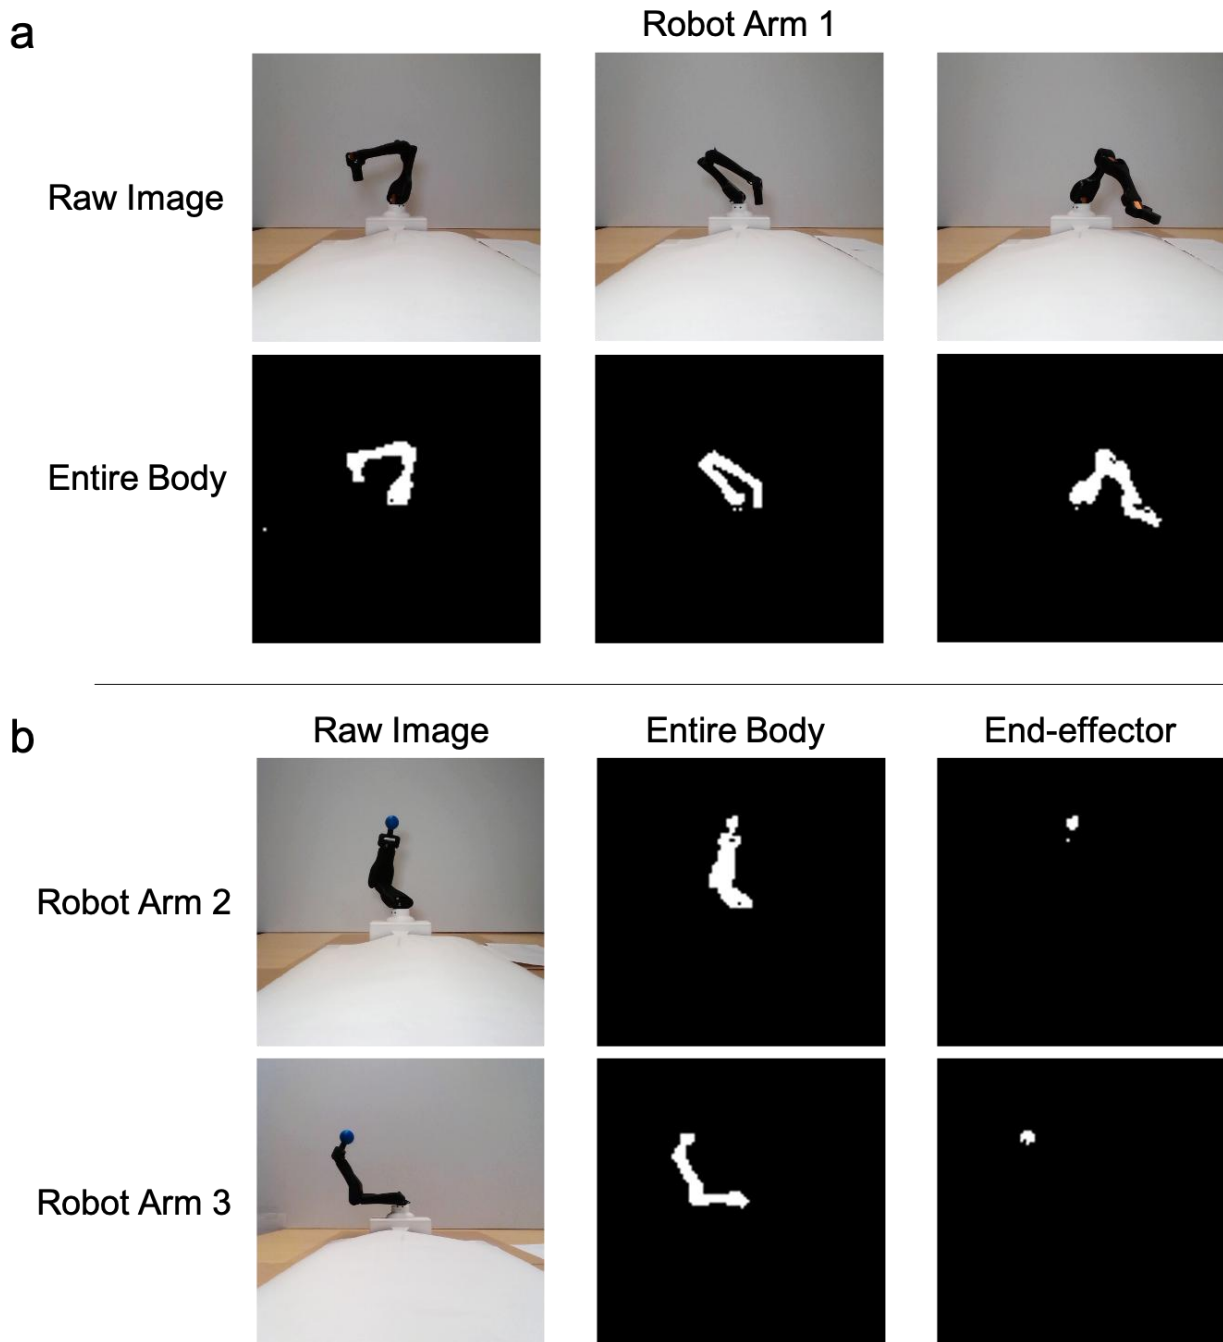 a
Robot Arm 1
Raw Image
Entire Body
b
Raw Image Entire Body End-effector
Robot Arm 2
Robot Arm 3